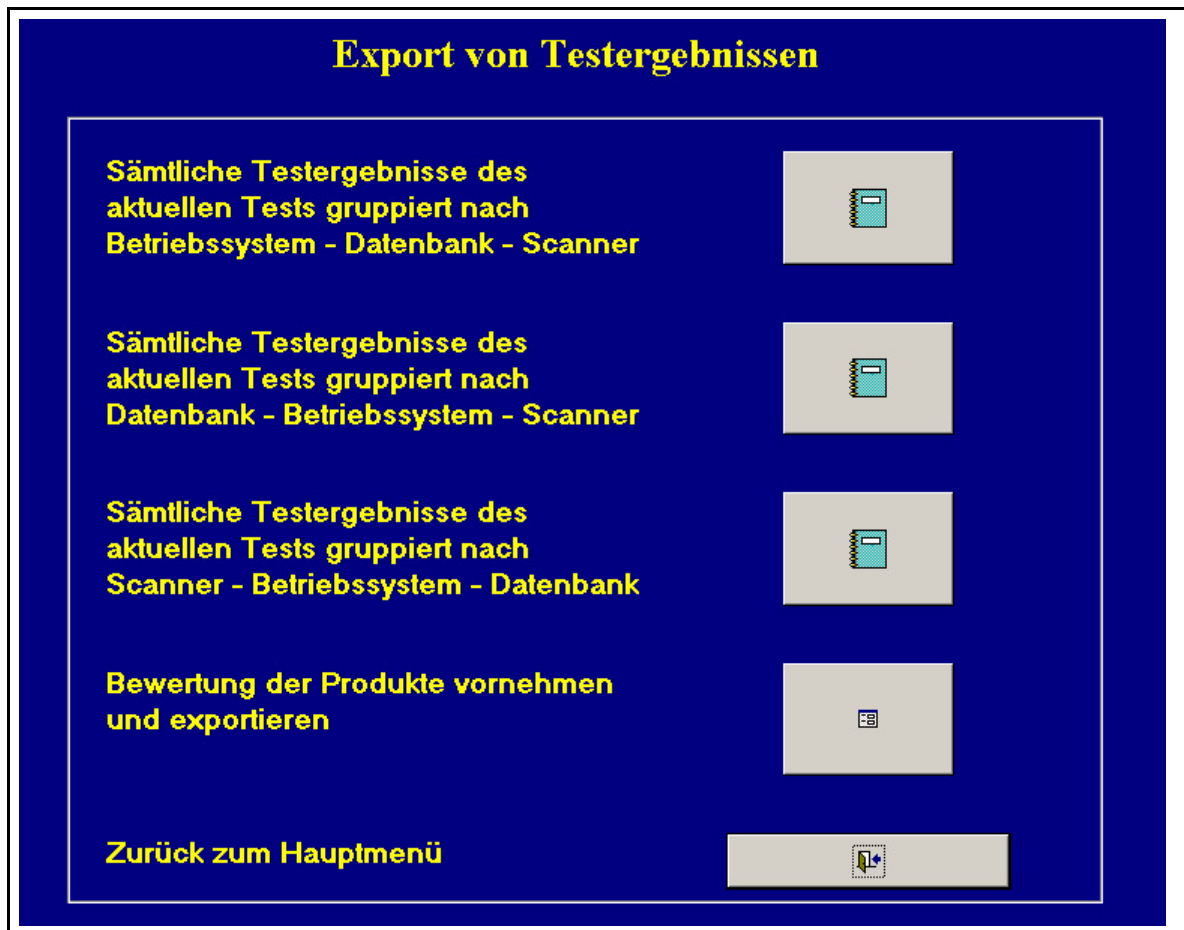 Export von Testergebnissen
Sämtliche Testergebnisse des
aktuellen Tests gruppiert nach
Betriebssystem - Datenbank - Scanner
Sämtliche Testergebnisse des
aktuellen Tests gruppiert nach
Datenbank - Betriebssystem - Scanner
Sämtliche Testergebnisse des
aktuellen Tests gruppiert nach
Scanner - Betriebssystem - Datenbank
Bewertung der Produkte vornehmen
und exportieren
Zurück zum Hauptmenü